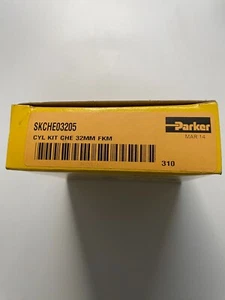 SKCHE03205
CYL KIT CHE 32MM FKM
Parker
MAR 14
310